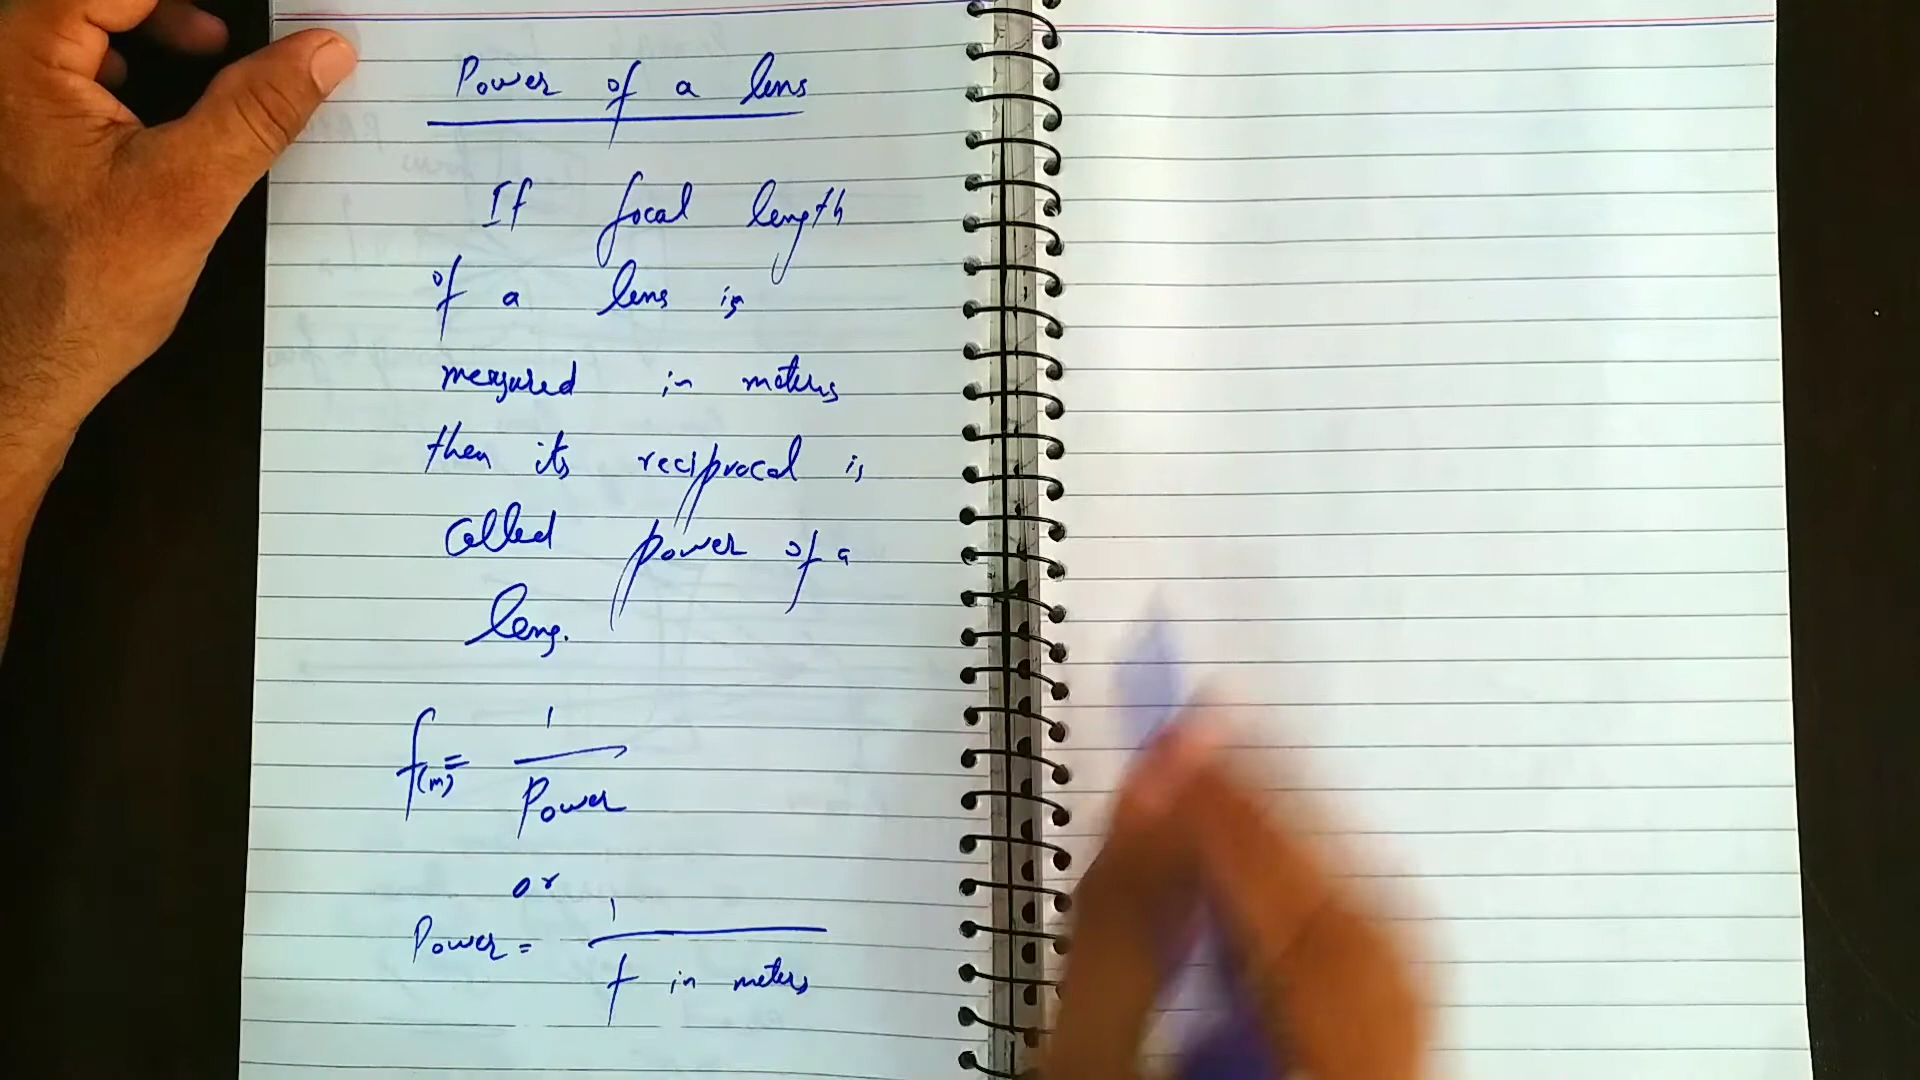 Power of a lens
If focal length
of a lens is
measured in meters
then its reciprocal is
called power of a
lens.
f(m) = 1
Power
or
Power = 1
f in meters